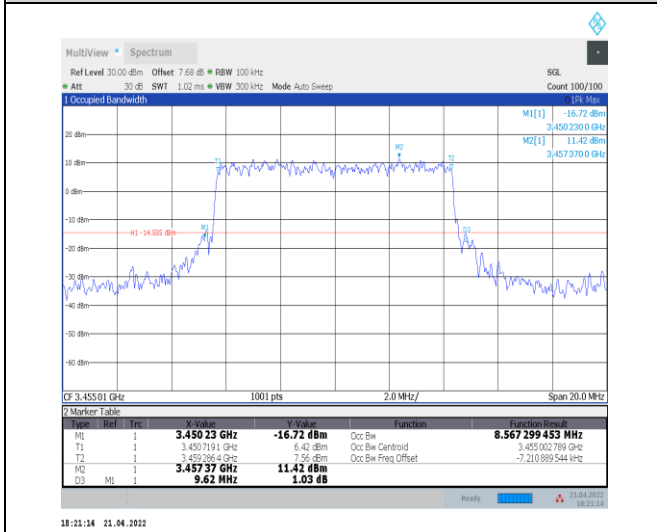 MultiView Spectrum
Ref Level 30.00 dBm Offset 7.68 dB RBW 100 kHz SGL
Att 30 dB SWT 1.02 ms VBW 300 kHz Mode Auto Sweep Count 100/100
1 Occupied Bandwidth 1Pk Max
M1[1] -16.72 dBm
3.450 230 0 GHz
M2[1] 11.42 dBm
3.457 370 0 GHz
20 dBm
10 dBm
0 dBm
-10 dBm
-20 dBm
-30 dBm
-40 dBm
-50 dBm
-60 dBm
T1
M2
T2
M1
D3
H1 -14.585 dBm
CF 3.455 01 GHz 1001 pts 2.0 MHz/ Span 20.0 MHz
2 Marker Table
Type Ref Trc X-Value Y-Value Function Function Result
M1 1 3.450 23 GHz -16.72 dBm Occ Bw 8.567 299 453 MHz
T1 1 3.450 719 1 GHz 6.42 dBm Occ Bw Centroid 3.455 002 789 GHz
T2 1 3.459 286 4 GHz 7.56 dBm Occ Bw Freq Offset -7.210 889 544 kHz
M2 1 3.457 37 GHz 11.42 dBm
D3 M1 1 9.62 MHz 1.03 dB
Ready 21.04.2022
18:21:14
18:21:14 21.04.2022